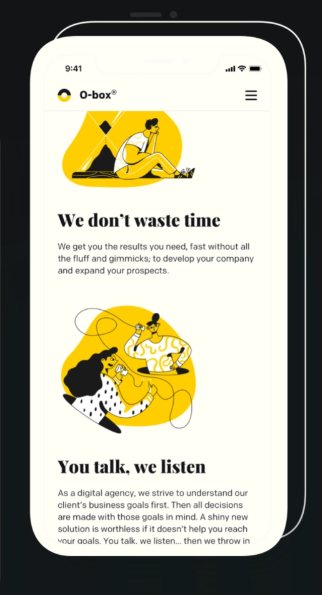 9:41
O-box®
We don't waste time
We get you the results you need, fast without all
the fluff and gimmicks; to develop your company
and expand your prospects.
You talk, we listen
As a digital agency, we strive to understand our
client's business goals first. Then all decisions
are made with those goals in mind. A shiny new
solution is worthless if it doesn't help you reach
your goals. You talk, we listen... then we throw in